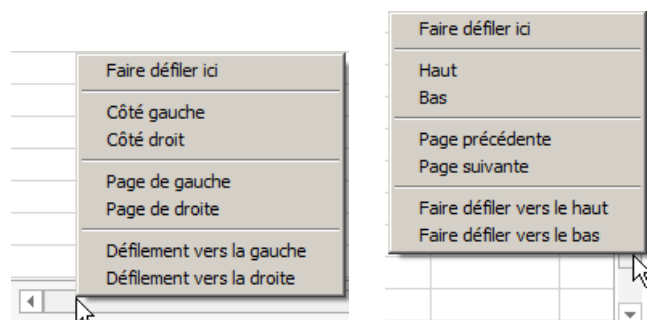 Faire défiler ici
Côté gauche
Côté droit
Page de gauche
Page de droite
Défilement vers la gauche
Défilement vers la droite
Faire défiler ici
Haut
Bas
Page précédente
Page suivante
Faire défiler vers le haut
Faire défiler vers le bas